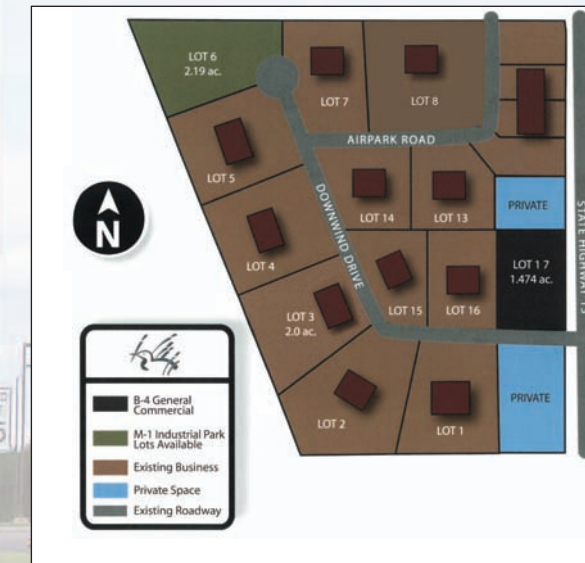 LOT 6
2.19 ac.
LOT 7
LOT 8
AIRPARK ROAD
LOT 5
DOWNWIND DRIVE
LOT 14
LOT 13
PRIVATE
STATE HIGHWAY
N
LOT 4
LOT 17
1.474 ac.
LOT 3
2.0 ac.
LOT 15
LOT 16
LOT 2
LOT 1
PRIVATE
B-4 General
Commercial
M-1 Industrial Park
Lots Available
Existing Business
Private Space
Existing Roadway